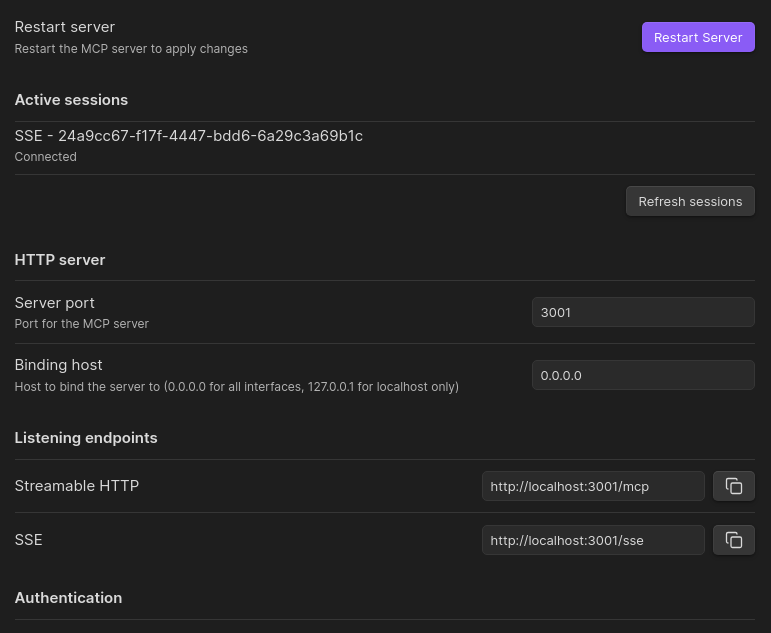 Restart server
Restart the MCP server to apply changes
Restart Server
Active sessions
SSE - 24a9cc67-f17f-4447-bdd6-6a29c3a69b1c
Connected
Refresh sessions
HTTP server
Server port
Port for the MCP server
3001
Binding host
Host to bind the server to (0.0.0.0 for all interfaces, 127.0.0.1 for localhost only)
0.0.0.0
Listening endpoints
Streamable HTTP
http://localhost:3001/mcp
SSE
http://localhost:3001/sse
Authentication